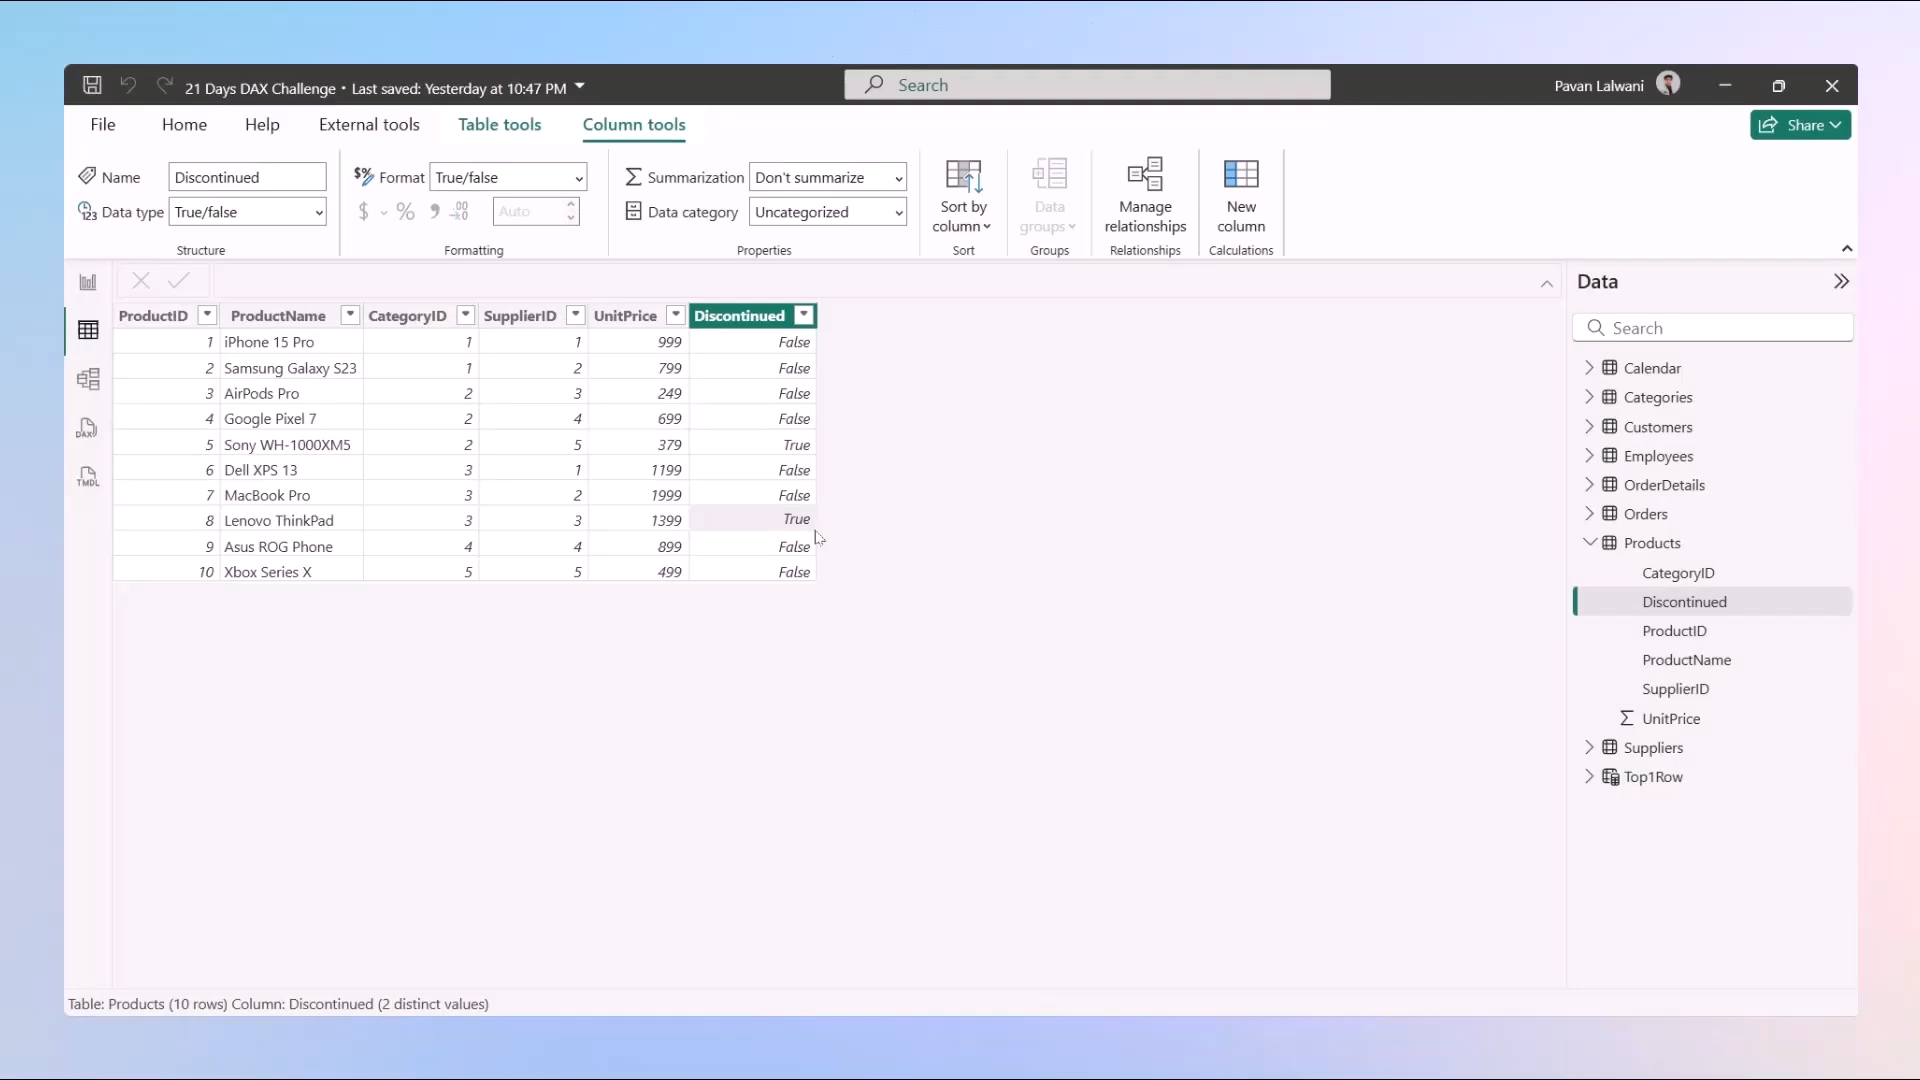 21 Days DAX Challenge • Last saved: Yesterday at 10:47 PM
Search
Pavan Lalwani
File Home Help External tools Table tools Column tools
Share
Name Discontinued
Data type True/false
Structure
Format True/false
$ % 9 .00 Auto
Formatting
Summarization Don't summarize
Data category Uncategorized
Properties
Sort by
column
Sort
Data
groups
Groups
Manage
relationships
Relationships
New
column
Calculations
DAX
TMDL
ProductID ProductName CategoryID SupplierID UnitPrice Discontinued
1 iPhone 15 Pro 1 1 999 False
2 Samsung Galaxy S23 1 2 799 False
3 AirPods Pro 2 3 249 False
4 Google Pixel 7 2 4 699 False
5 Sony WH-1000XM5 2 5 379 True
6 Dell XPS 13 3 1 1199 False
7 MacBook Pro 3 2 1999 False
8 Lenovo ThinkPad 3 3 1399 True
9 Asus ROG Phone 4 4 899 False
10 Xbox Series X 5 5 499 False
Data
Search
Calendar
Categories
Customers
Employees
OrderDetails
Orders
Products
CategoryID
Discontinued
ProductID
ProductName
SupplierID
Σ UnitPrice
Suppliers
Top1Row
Table: Products (10 rows) Column: Discontinued (2 distinct values)